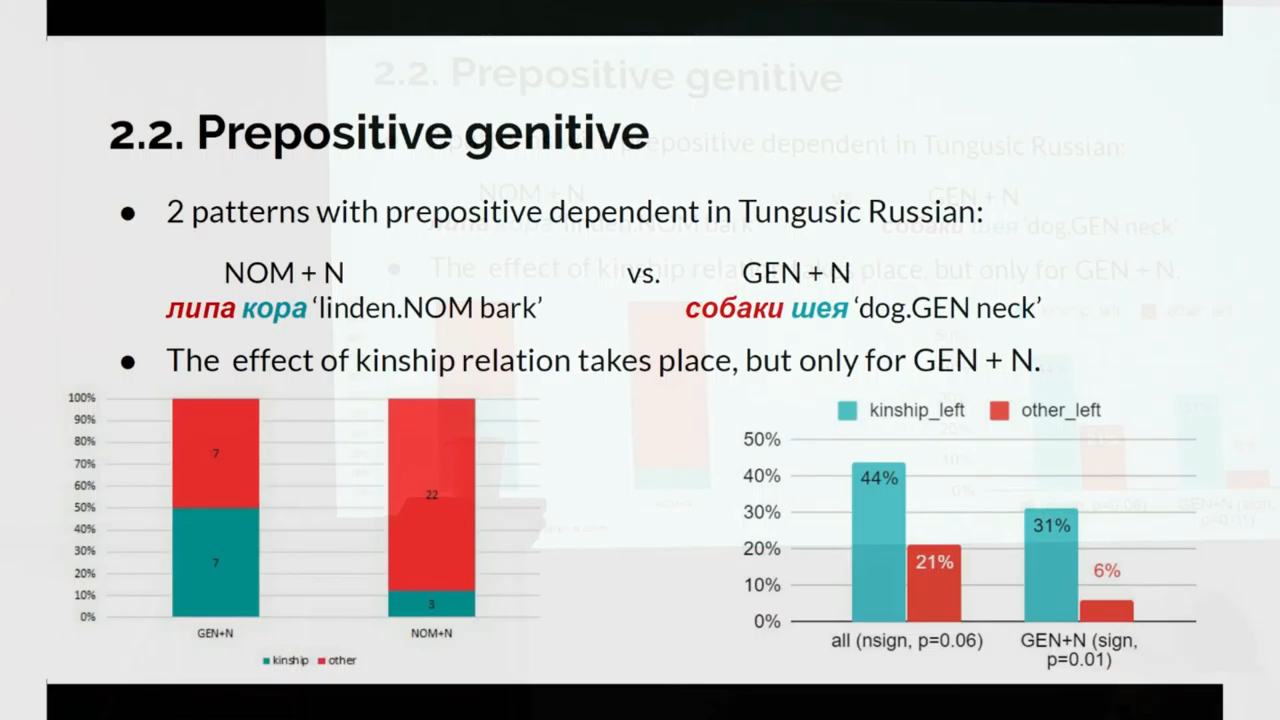 2.2. Prepositive genitive
● 2 patterns with prepositive dependent in Tungusic Russian:
NOM + N vs. GEN + N
липа кора ‘linden.NOM bark’ собаки шея ‘dog.GEN neck’
● The effect of kinship relation takes place, but only for GEN + N.
100%
90%
80%
70%
60%
50%
40%
30%
20%
10%
0%
7
7
22
3
GEN+N NOM+N
kinship other
kinship_left other_left
50%
40%
30%
20%
10%
0%
44%
21%
31%
6%
all (nsign, p=0.06) GEN+N (sign,
p=0.01)